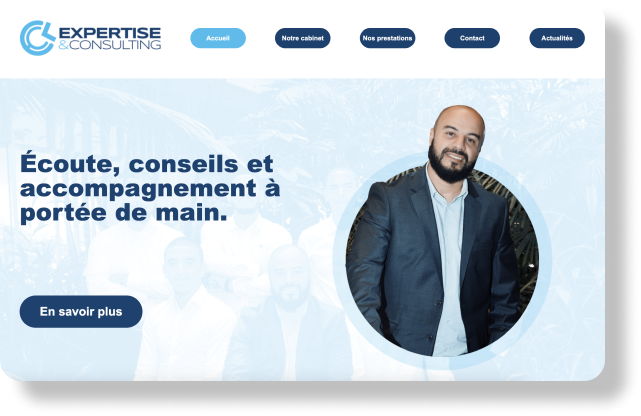 EXPERTISE
&CONSULTING
Accueil
Notre cabinet
Nos prestations
Contact
Actualités
Écoute, conseils et
accompagnement à
portée de main.
En savoir plus